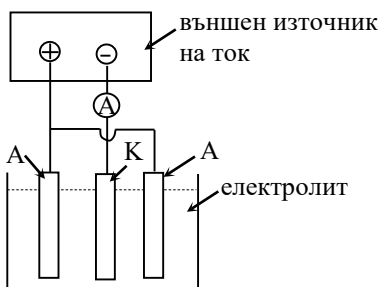 външен източник
на ток
+ -
A
A K A
електролит